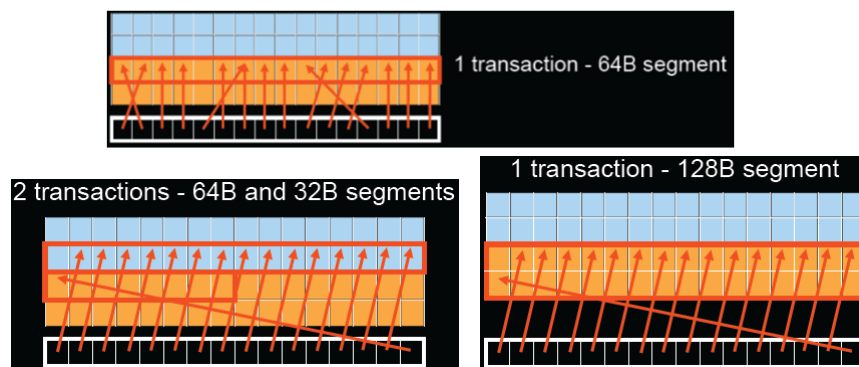 1 transaction - 64B segment
2 transactions - 64B and 32B segments
1 transaction - 128B segment